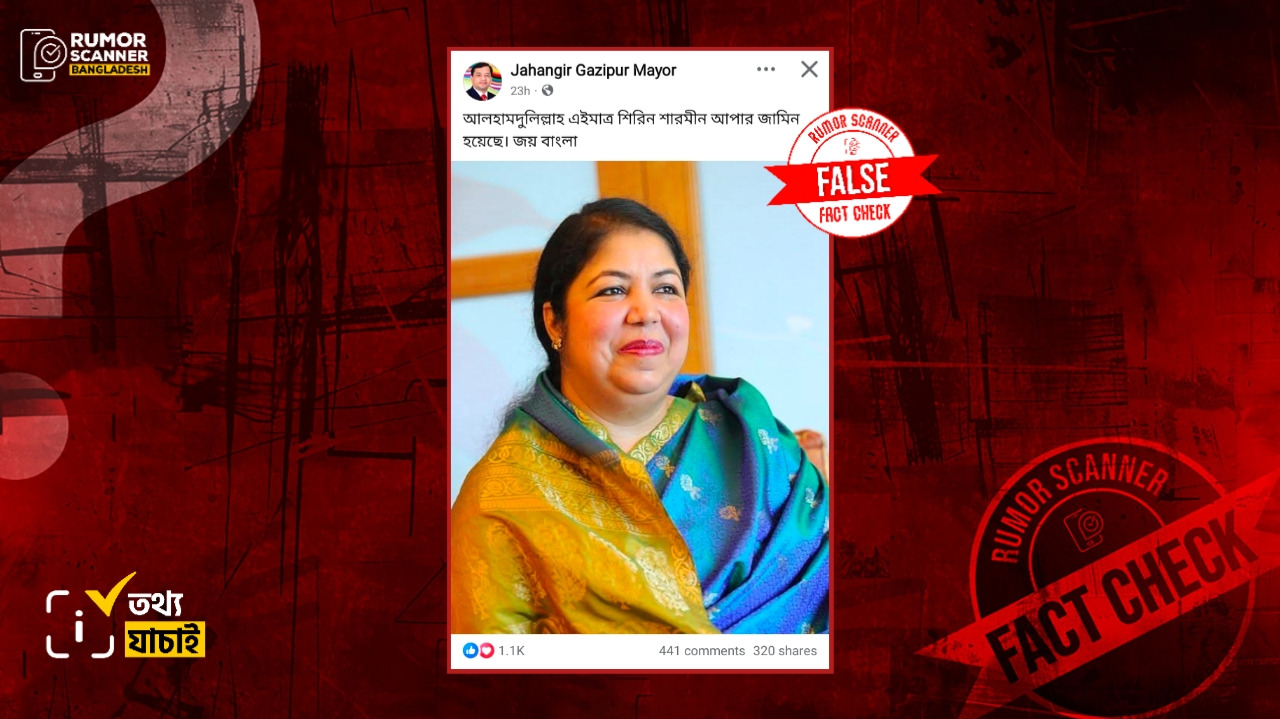 RUMOR
SCANNER
BANGLADESH
Jahangir Gazipur Mayor
23h
আলহামদুলিল্লাহ এইমাত্র শিরিন শারমীন আপার জামিন
হয়েছে। জয় বাংলা
RUMOR SCANNER
FALSE
FACT CHECK
1.1K
441 comments 320 shares
তথ্য
যাচাই
RUMOR SCANNER
FACT CHECK